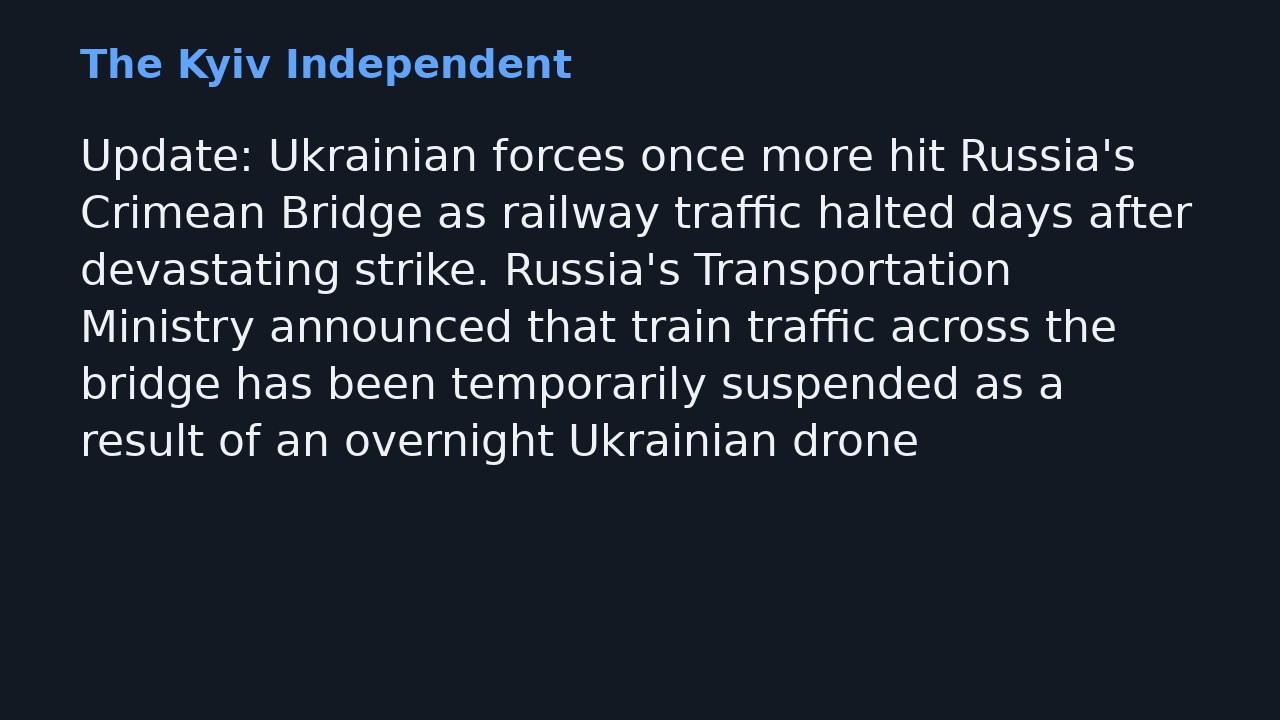 The Kyiv Independent
Update: Ukrainian forces once more hit Russia's
Crimean Bridge as railway traffic halted days after
devastating strike. Russia's Transportation
Ministry announced that train traffic across the
bridge has been temporarily suspended as a
result of an overnight Ukrainian drone